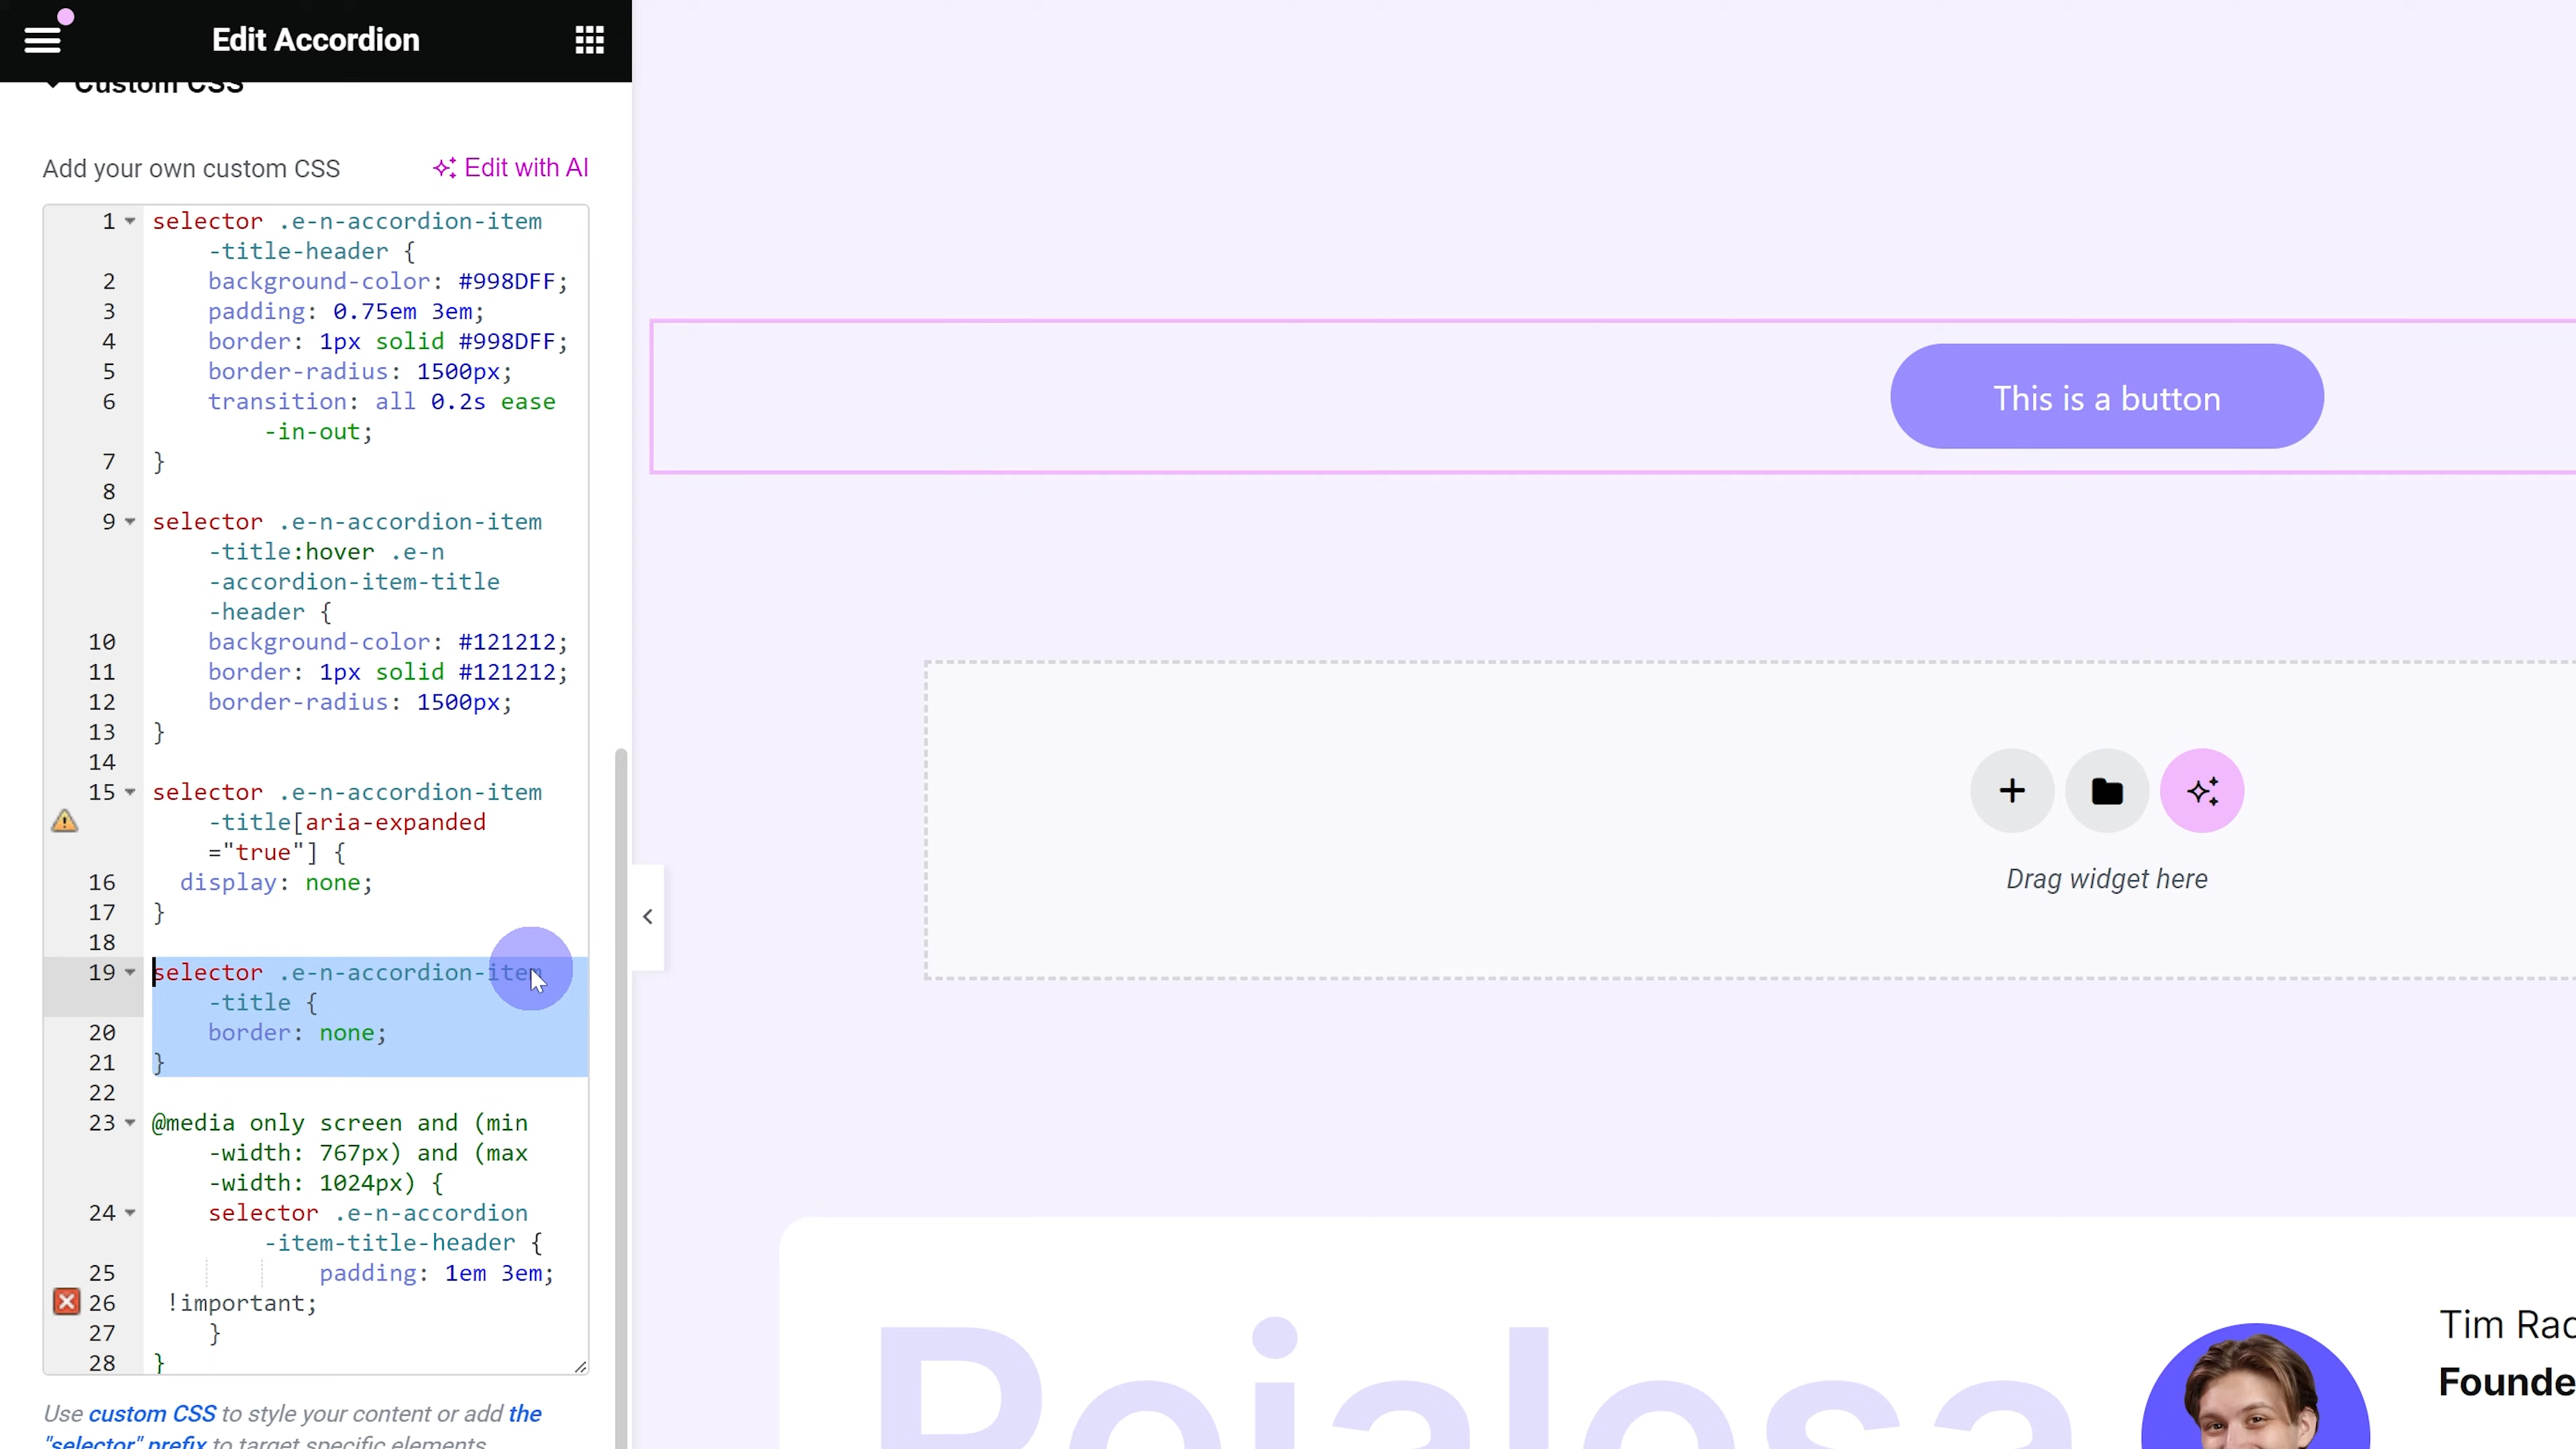 Edit Accordion
Custom CSS
Add your own custom CSS
Edit with AI
1 selector .e-n-accordion-item
-title-header {
2 background-color: #998DFF;
3 padding: 0.75em 3em;
4 border: 1px solid #998DFF;
5 border-radius: 1500px;
6 transition: all 0.2s ease
-in-out;
7 }
8
9 selector .e-n-accordion-item
-title:hover .e-n
-accordion-item-title
-header {
10 background-color: #121212;
11 border: 1px solid #121212;
12 border-radius: 1500px;
13 }
14
15 selector .e-n-accordion-item
-title[aria-expanded
="true"] {
16 display: none;
17 }
18
19 selector .e-n-accordion-item
-title {
20 border: none;
21 }
22
23 @media only screen and (min
-width: 767px) and (max
-width: 1024px) {
24 selector .e-n-accordion
-item-title-header {
25 padding: 1em 3em;
26 !important;
27 }
28 }
Use custom CSS to style your content or add the
"selector" prefix to target specific elements
This is a button
Drag widget here
Pojalosa
Tim Rad
Founde